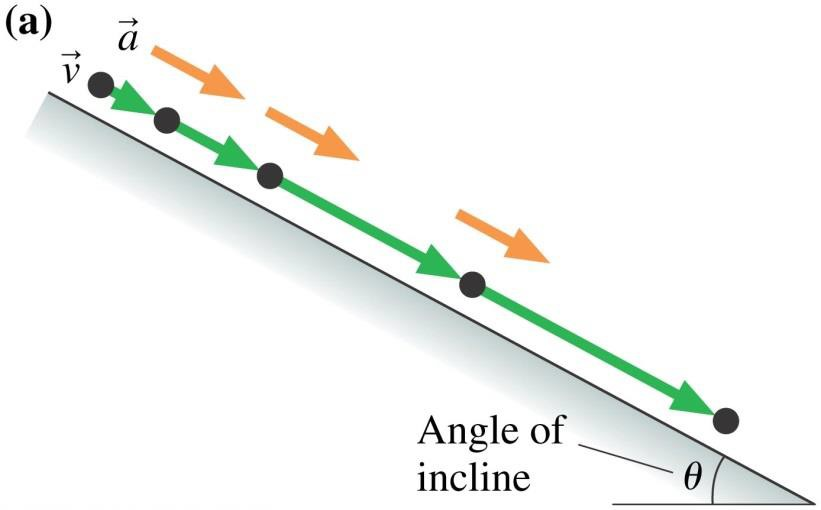 (a)
a⃗
v⃗
Angle of
incline
θ